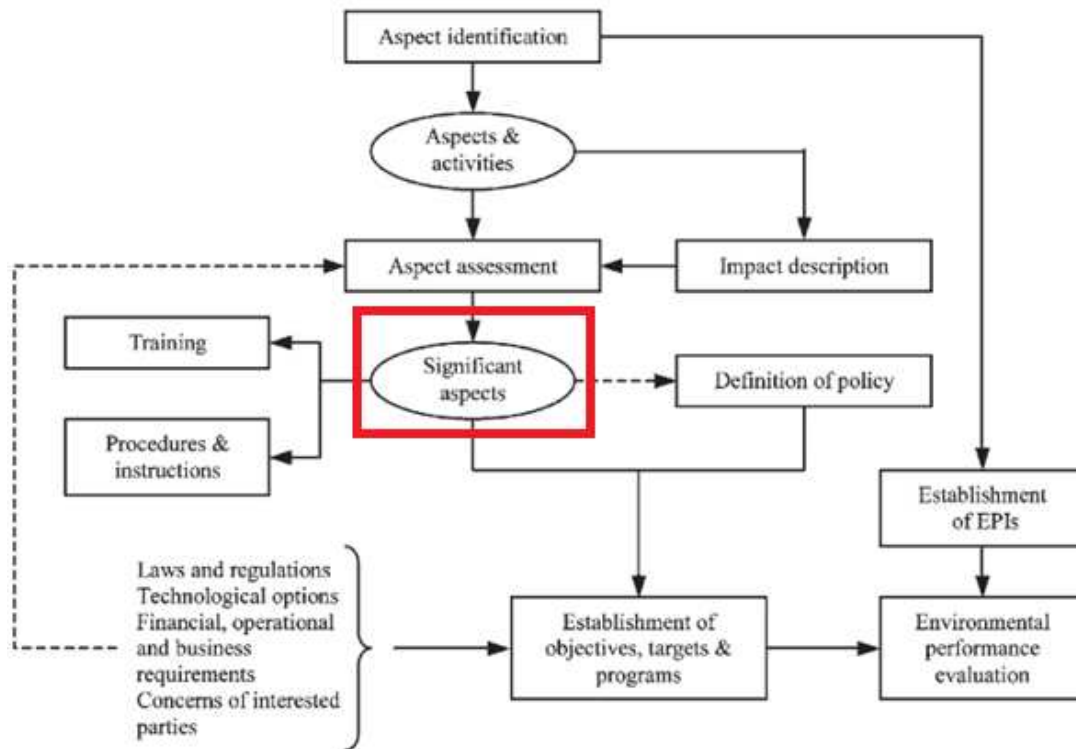 Aspect identification
Aspects &
activities
Aspect assessment
Impact description
Training
Significant
aspects
Definition of policy
Procedures &
instructions
Establishment
of EPIs
Laws and regulations
Technological options
Financial, operational
and business
requirements
Concerns of interested
parties
Establishment of
objectives, targets &
programs
Environmental
performance
evaluation